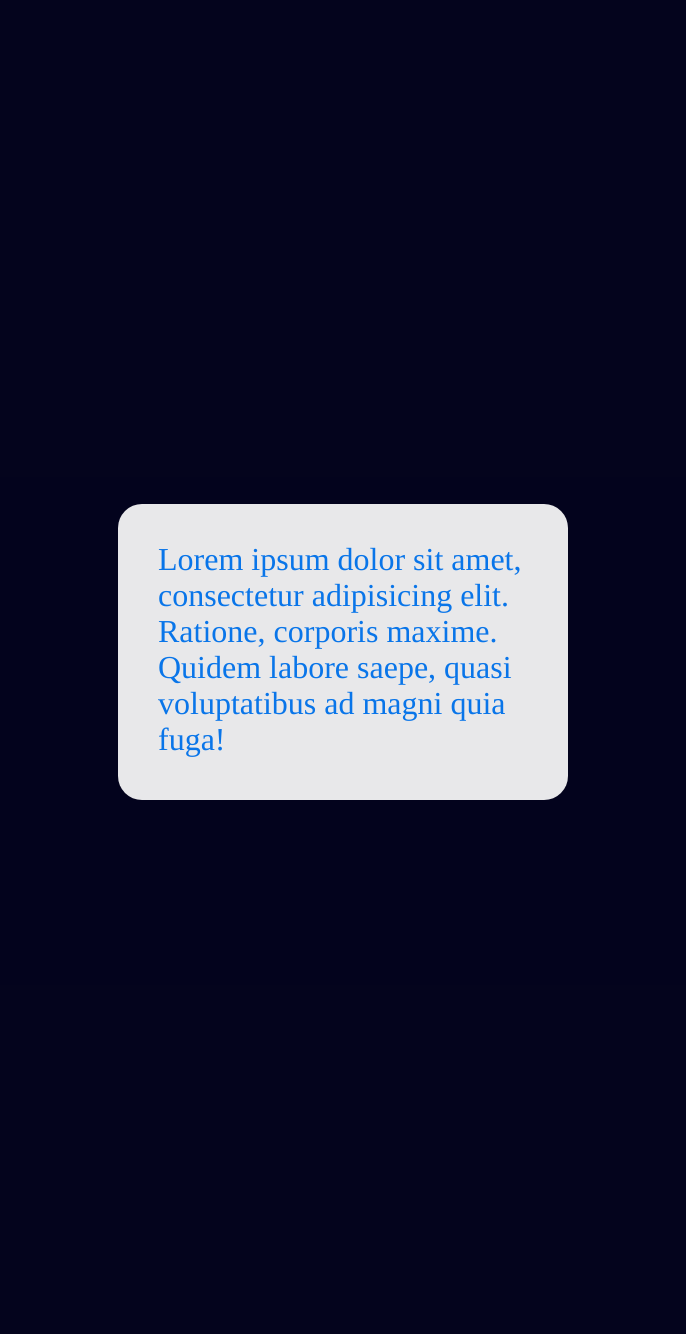 Lorem ipsum dolor sit amet,
consectetur adipisicing elit.
Ratione, corporis maxime.
Quidem labore saepe, quasi
voluptatibus ad magni quia
fuga!